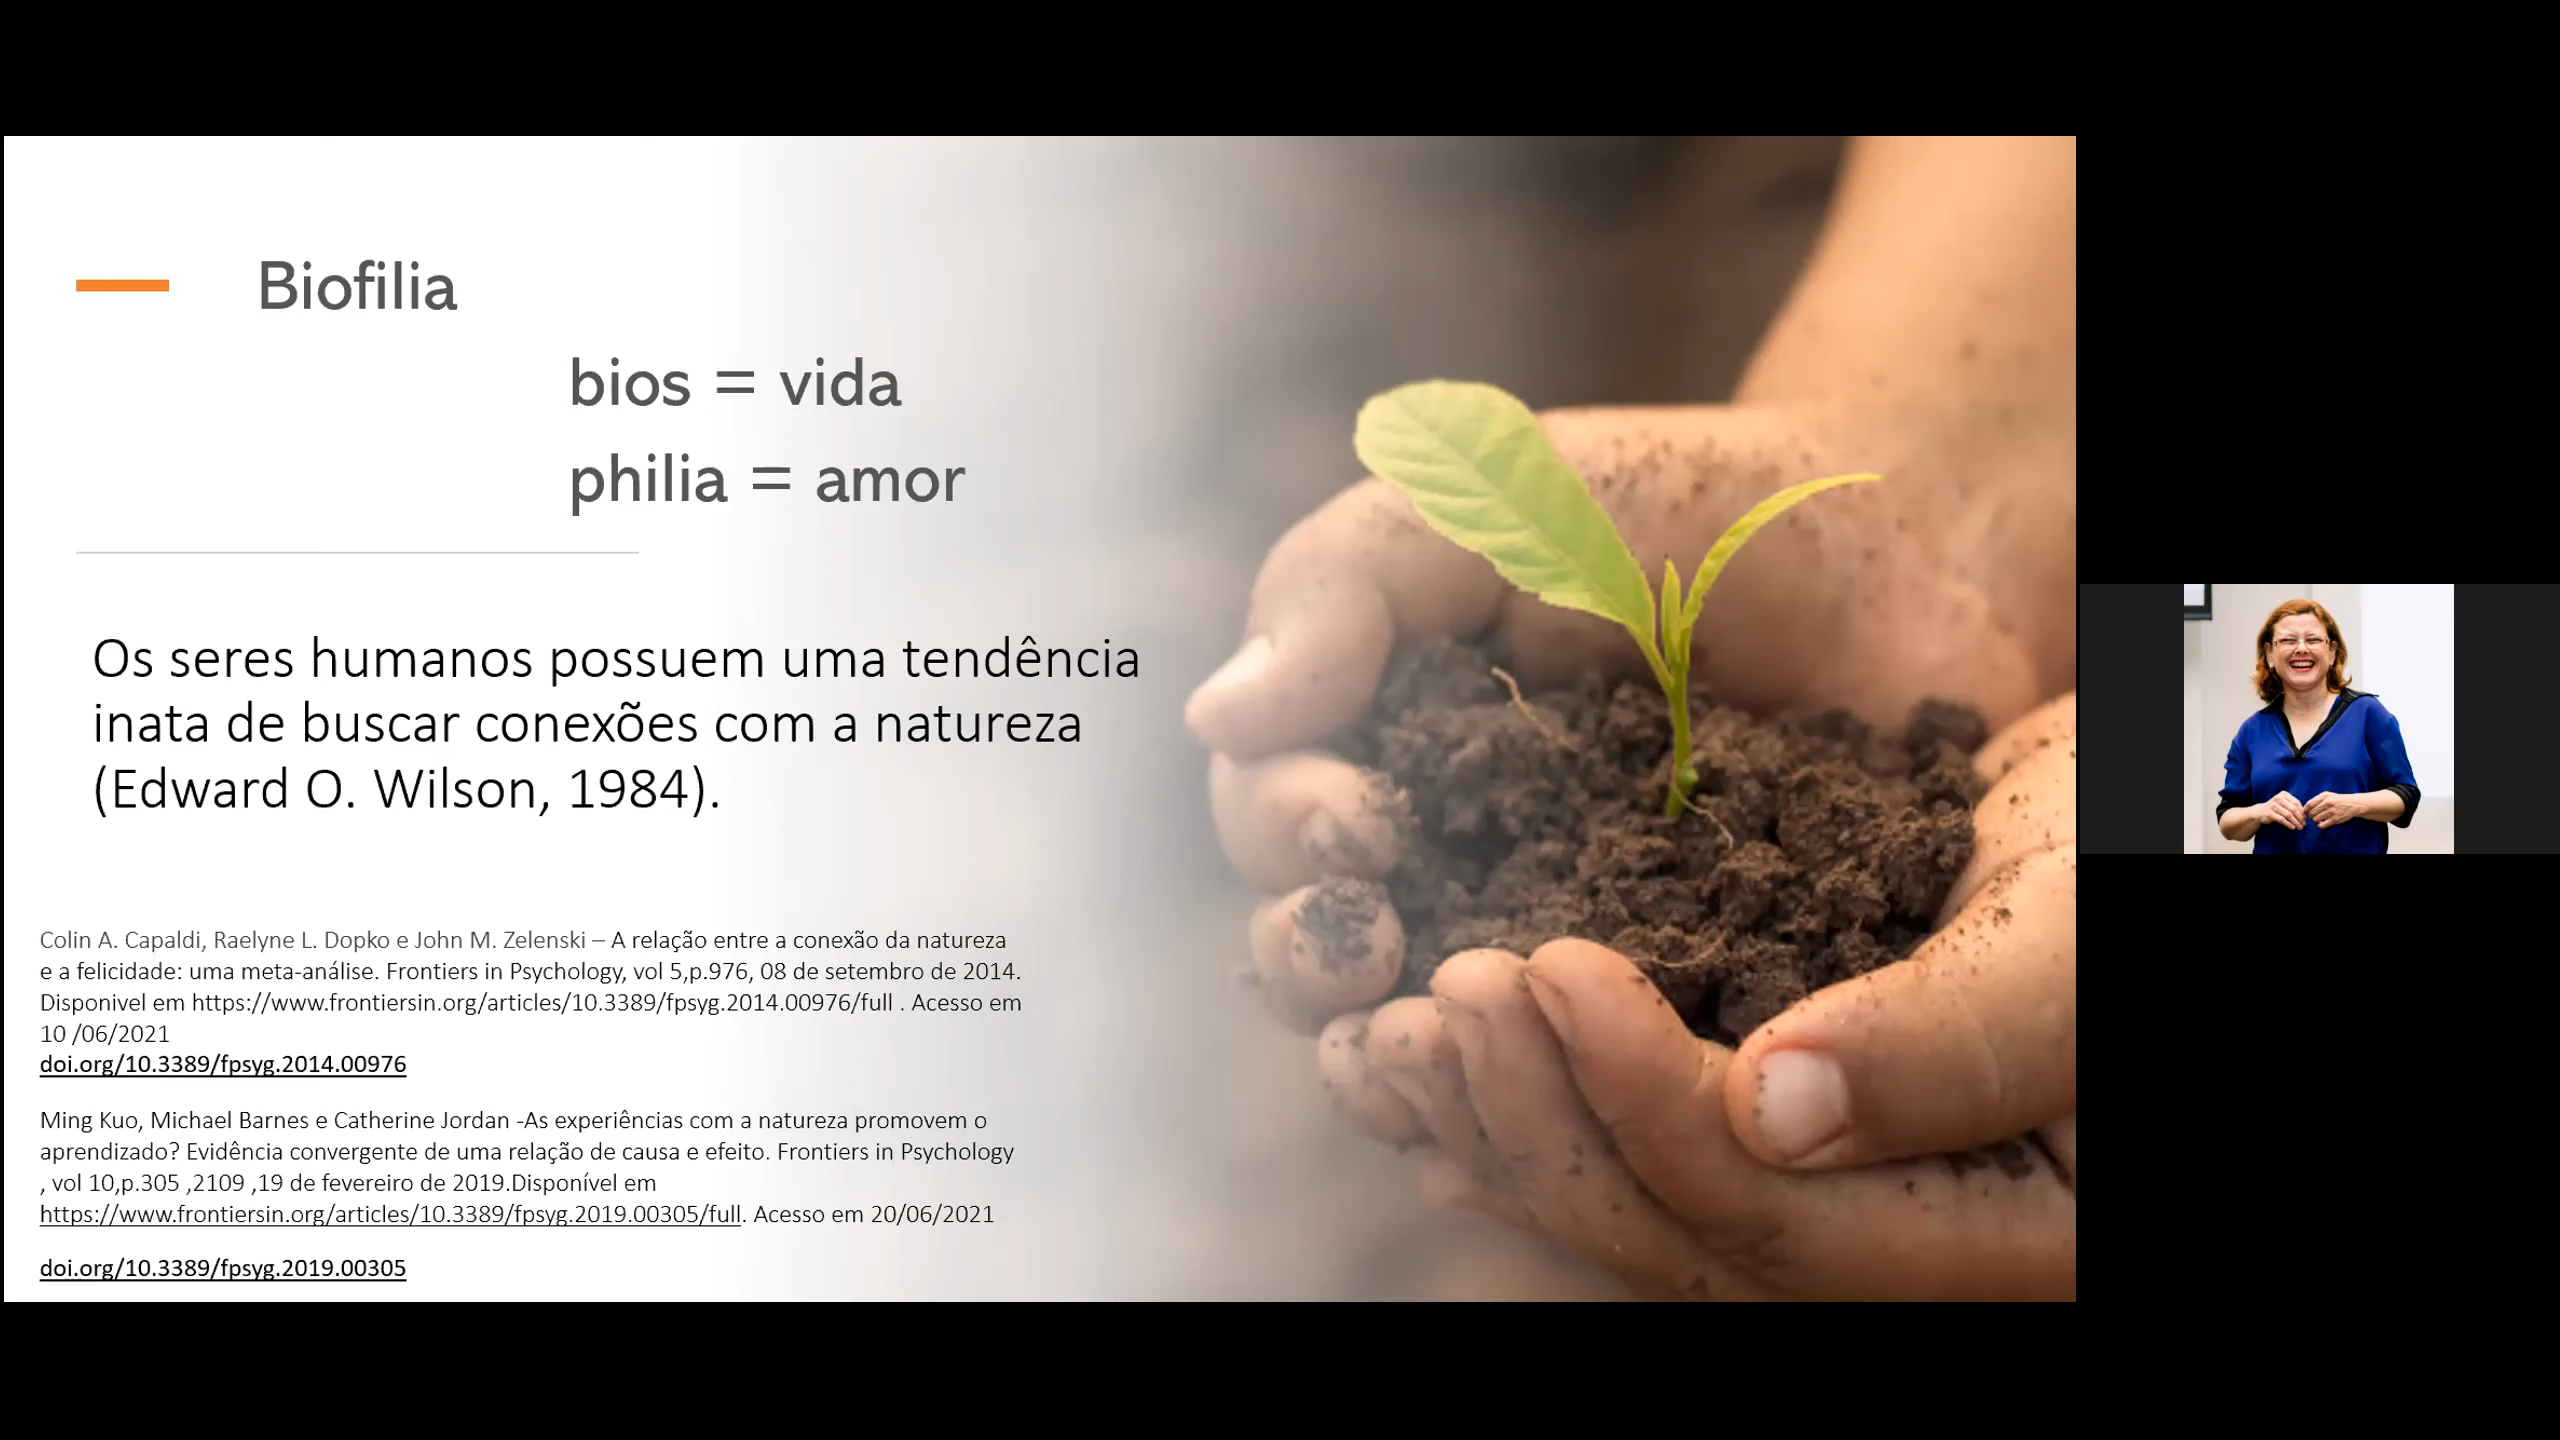 Biofilia
bios = vida
philia = amor
Os seres humanos possuem uma tendência
inata de buscar conexões com a natureza
(Edward O. Wilson, 1984).
Colin A. Capaldi, Raelyne L. Dopko e John M. Zelenski – A relação entre a conexão da natureza
e a felicidade: uma meta-análise. Frontiers in Psychology, vol 5,p.976, 08 de setembro de 2014.
Disponivel em https://www.frontiersin.org/articles/10.3389/fpsyg.2014.00976/full . Acesso em
10 /06/2021
doi.org/10.3389/fpsyg.2014.00976
Ming Kuo, Michael Barnes e Catherine Jordan -As experiências com a natureza promovem o
aprendizado? Evidência convergente de uma relação de causa e efeito. Frontiers in Psychology
, vol 10,p.305 ,2109 ,19 de fevereiro de 2019.Disponível em
https://www.frontiersin.org/articles/10.3389/fpsyg.2019.00305/full. Acesso em 20/06/2021
doi.org/10.3389/fpsyg.2019.00305